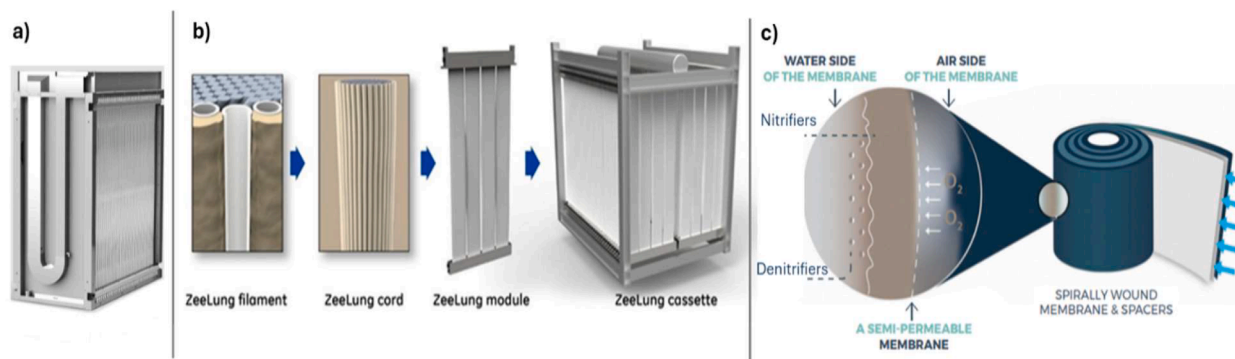 a)
b)
ZeeLung filament
ZeeLung cord
ZeeLung module
ZeeLung cassette
c)
WATER SIDE
OF THE MEMBRANE
AIR SIDE
OF THE MEMBRANE
Nitrifiers
O2
O2
Denitrifiers
A SEMI-PERMEABLE
MEMBRANE
SPIRALLY WOUND
MEMBRANE & SPACERS